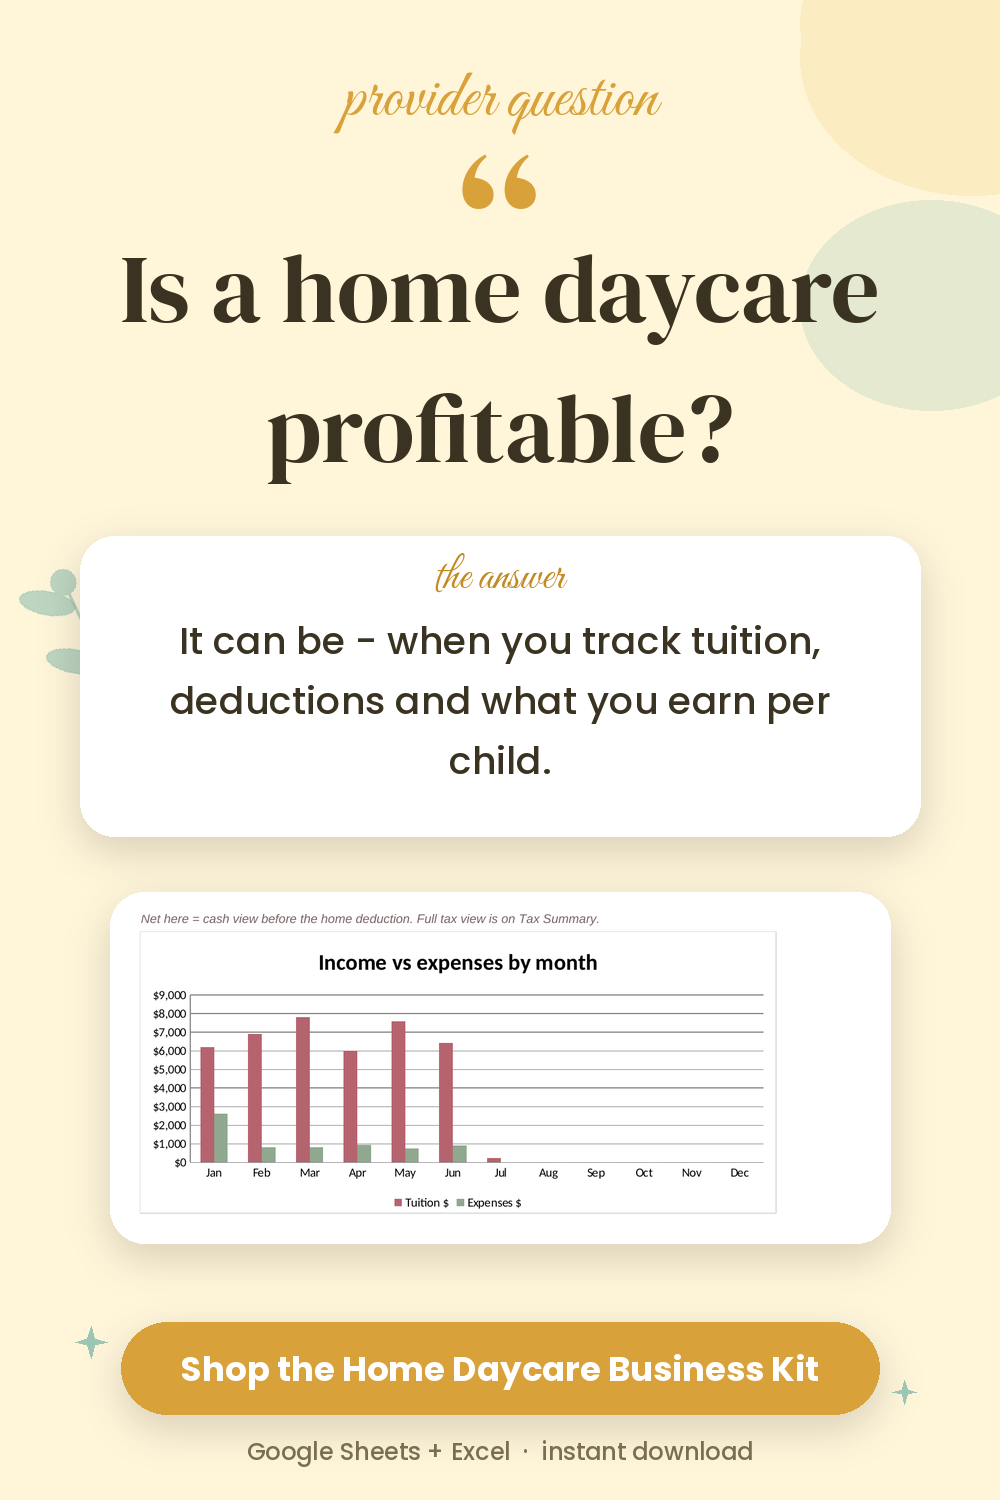 provider question
“
Is a home daycare
profitable?
the answer
It can be - when you track tuition,
deductions and what you earn per
child.
Net here = cash view before the home deduction. Full tax view is on Tax Summary.
Income vs expenses by month
$9,000
$8,000
$7,000
$6,000
$5,000
$4,000
$3,000
$2,000
$1,000
$0
Jan Feb Mar Apr May Jun Jul Aug Sep Oct Nov Dec
Tuition $ Expenses $
Shop the Home Daycare Business Kit
Google Sheets + Excel · instant download